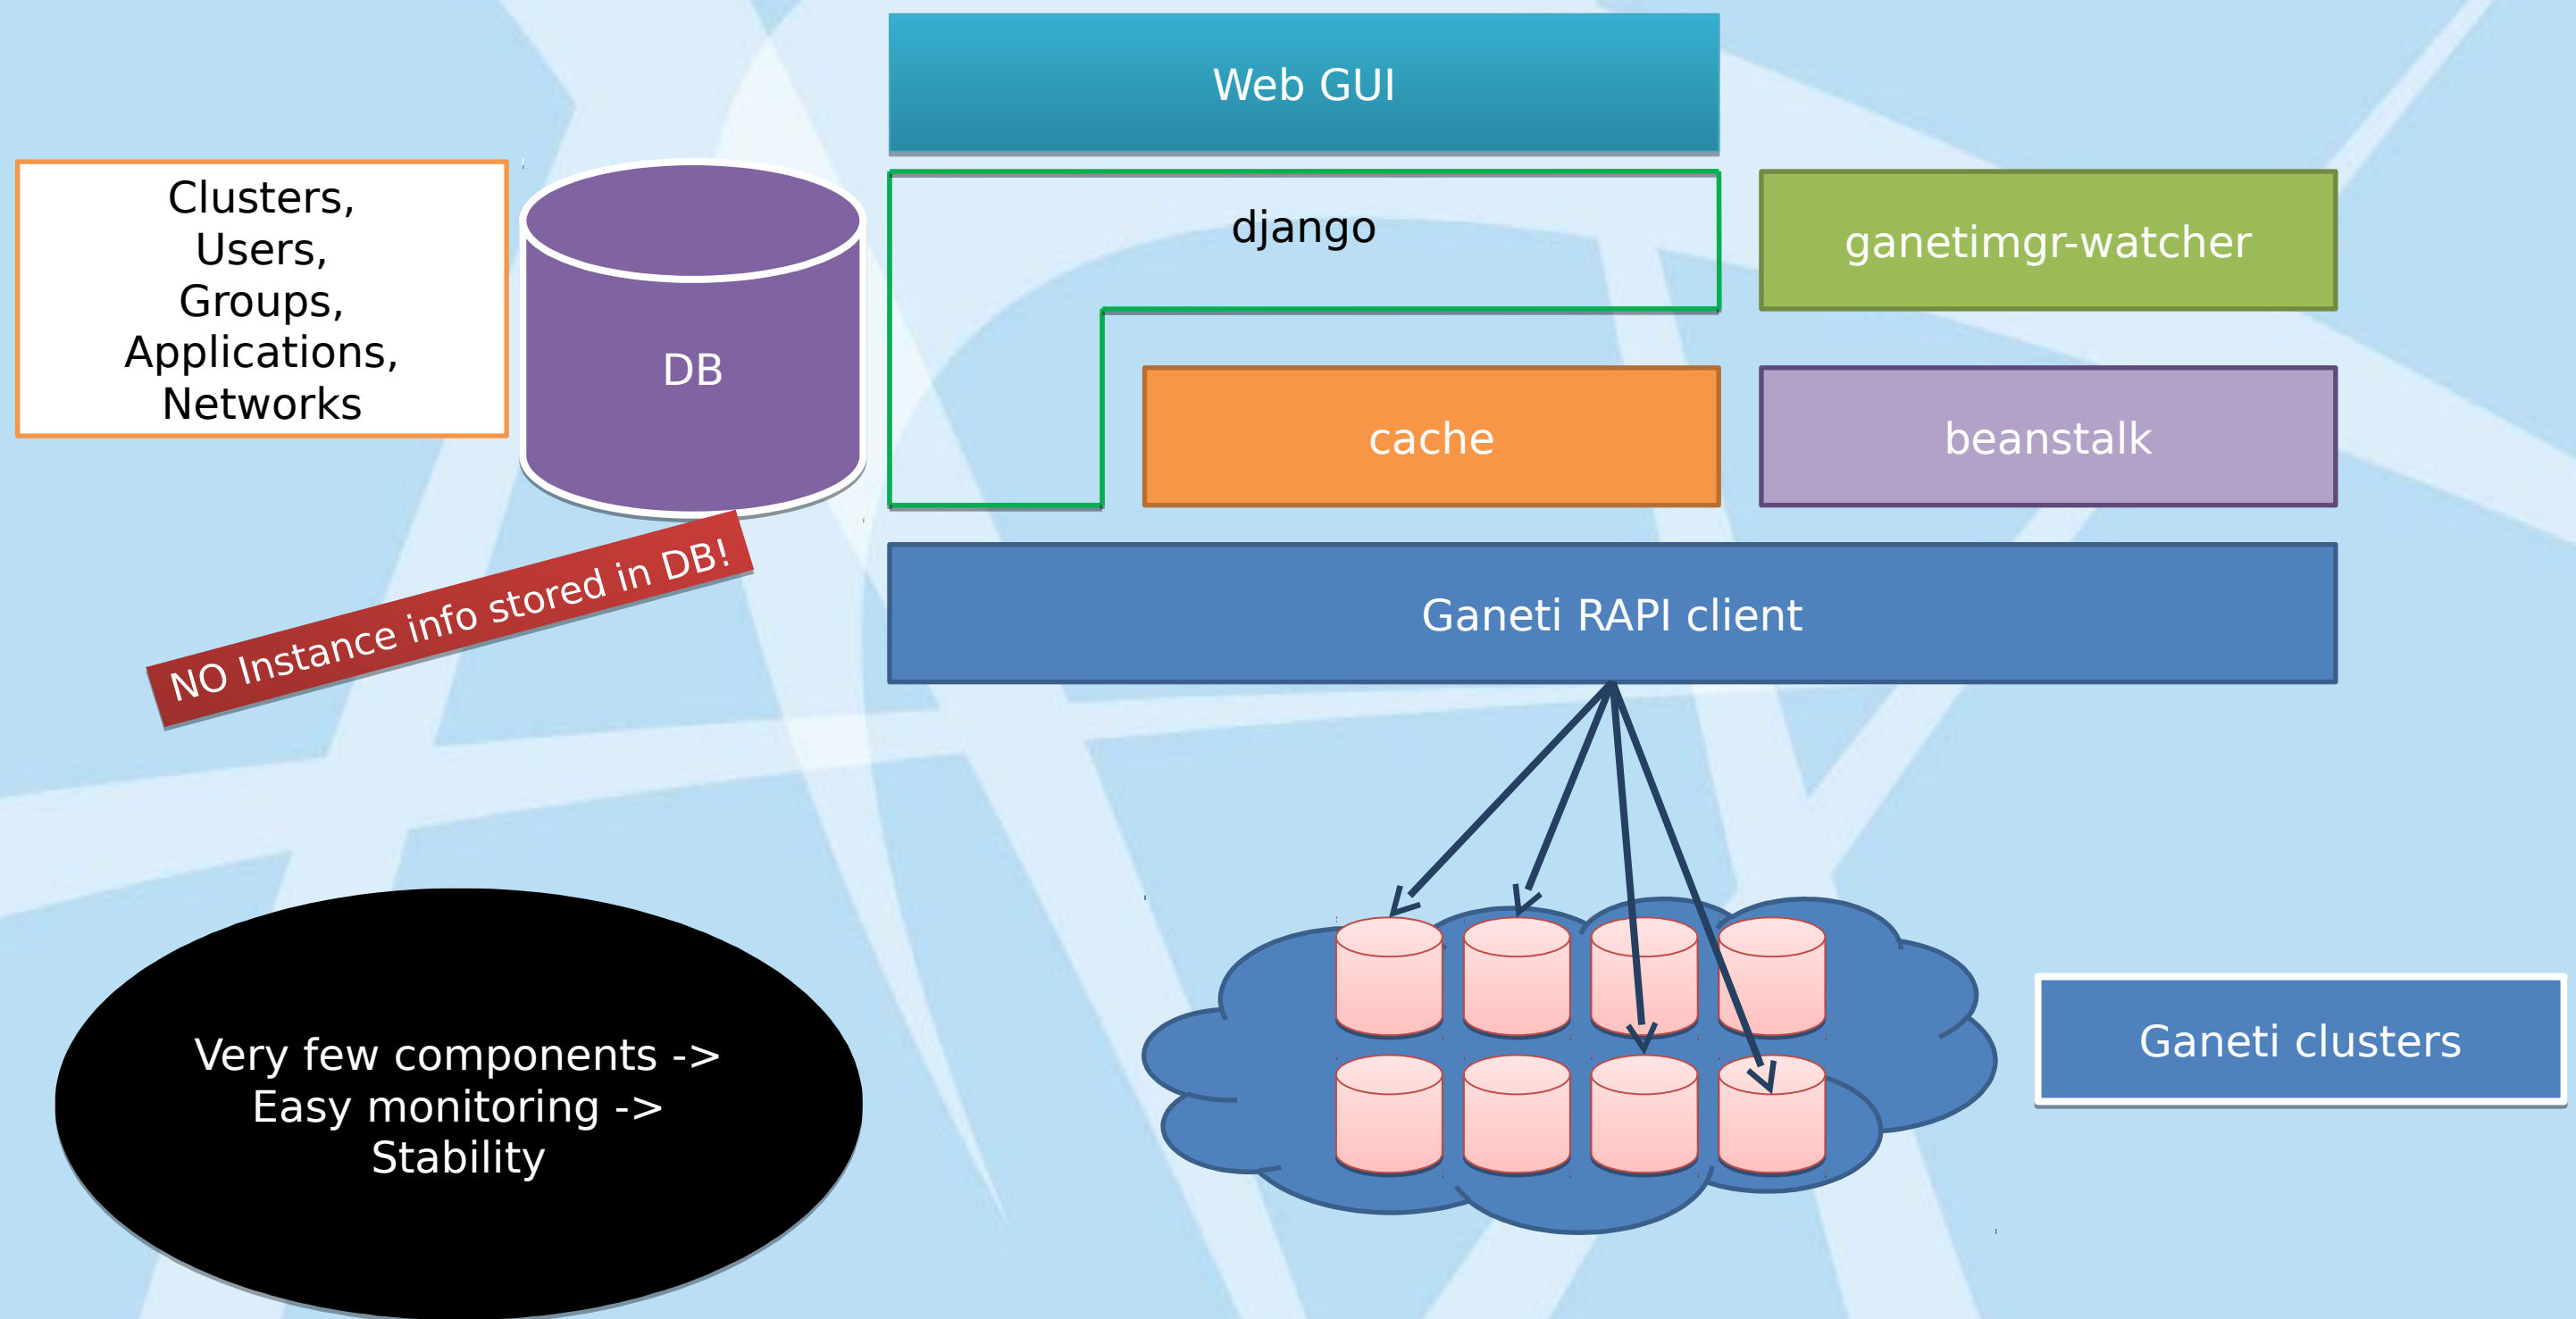 Web GUI
Clusters,
Users,
Groups,
Applications,
Networks
DB
django
ganetimgr-watcher
cache
beanstalk
NO Instance info stored in DB!
Ganeti RAPI client
Very few components ->
Easy monitoring ->
Stability
Ganeti clusters